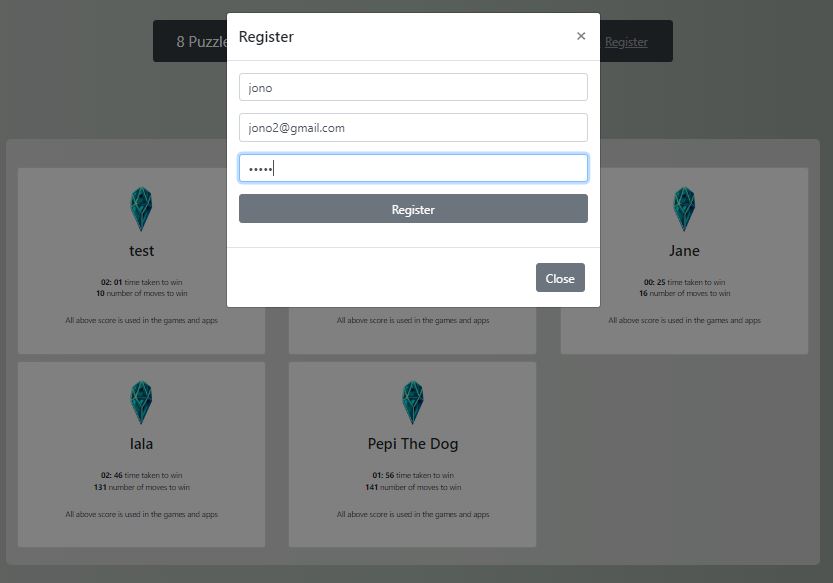 8 Puzzle
Register
Register
×
jono
jono2@gmail.com
•••••
Register
Close
test
02: 01 time taken to win
10 number of moves to win
All above score is used in the games and apps
All above score is used in the games and apps
Jane
00: 25 time taken to win
16 number of moves to win
All above score is used in the games and apps
lala
02: 46 time taken to win
131 number of moves to win
All above score is used in the games and apps
Pepi The Dog
01: 56 time taken to win
141 number of moves to win
All above score is used in the games and apps